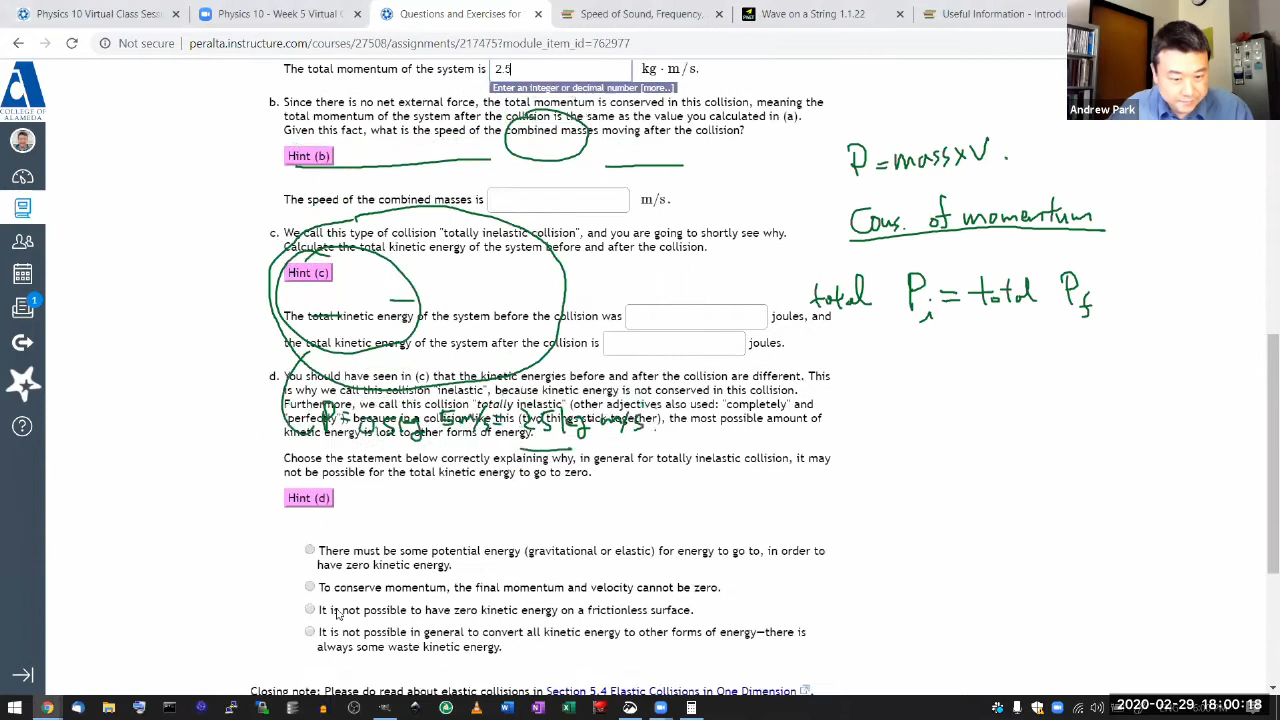 Physics 10 Virtual Class Sessio
Physics 10 - Week 5 Virtual Cla
Questions and Exercises for
Speed of Sound, Frequency,
Wave on a String 1.1.22
Useful Information - Introdu
Not secure | peralta.instructure.com/27508/assignments/217475?module_item_id=762977
Andrew Park
COLLEGE OF ALAMEDA
The total momentum of the system is 2.5 kg · m/s.
Enter an integer or decimal number [more..]
b. Since there is no net external force, the total momentum is conserved in this collision, meaning the
total momentum of the system after the collision is the same as the value you calculated in (a).
Given this fact, what is the speed of the combined masses moving after the collision?
Hint (b)
P = mass x V .
The speed of the combined masses is m/s.
Cons. of momentum
c. We call this type of collision "totally inelastic collision", and you are going to shortly see why.
Calculate the total kinetic energy of the system before and after the collision.
Hint (c)
total Pi = total Pf
1
The total kinetic energy of the system before the collision was joules, and
the total kinetic energy of the system after the collision is joules.
d. You should have seen in (c) that the kinetic energies before and after the collision are different. This
is why we call this collision "inelastic", because kinetic energy is not conserved in this collision.
Furthermore, we call this collision "totally inelastic" (other adjectives also used: "completely" and
"perfectly") because in a collision like this (two things stick together), the most possible amount of
kinetic energy is lost to other forms of energy.
Choose the statement below correctly explaining why, in general for totally inelastic collision, it may
not be possible for the total kinetic energy to go to zero.
Hint (d)
There must be some potential energy (gravitational or elastic) for energy to go to, in order to
have zero kinetic energy.
To conserve momentum, the final momentum and velocity cannot be zero.
It is not possible to have zero kinetic energy on a frictionless surface.
It is not possible in general to convert all kinetic energy to other forms of energy—there is
always some waste kinetic energy.
Closing note: Please do read about elastic collisions in Section 5.4 Elastic Collisions in One Dimension
2020-02-29 18:00:18